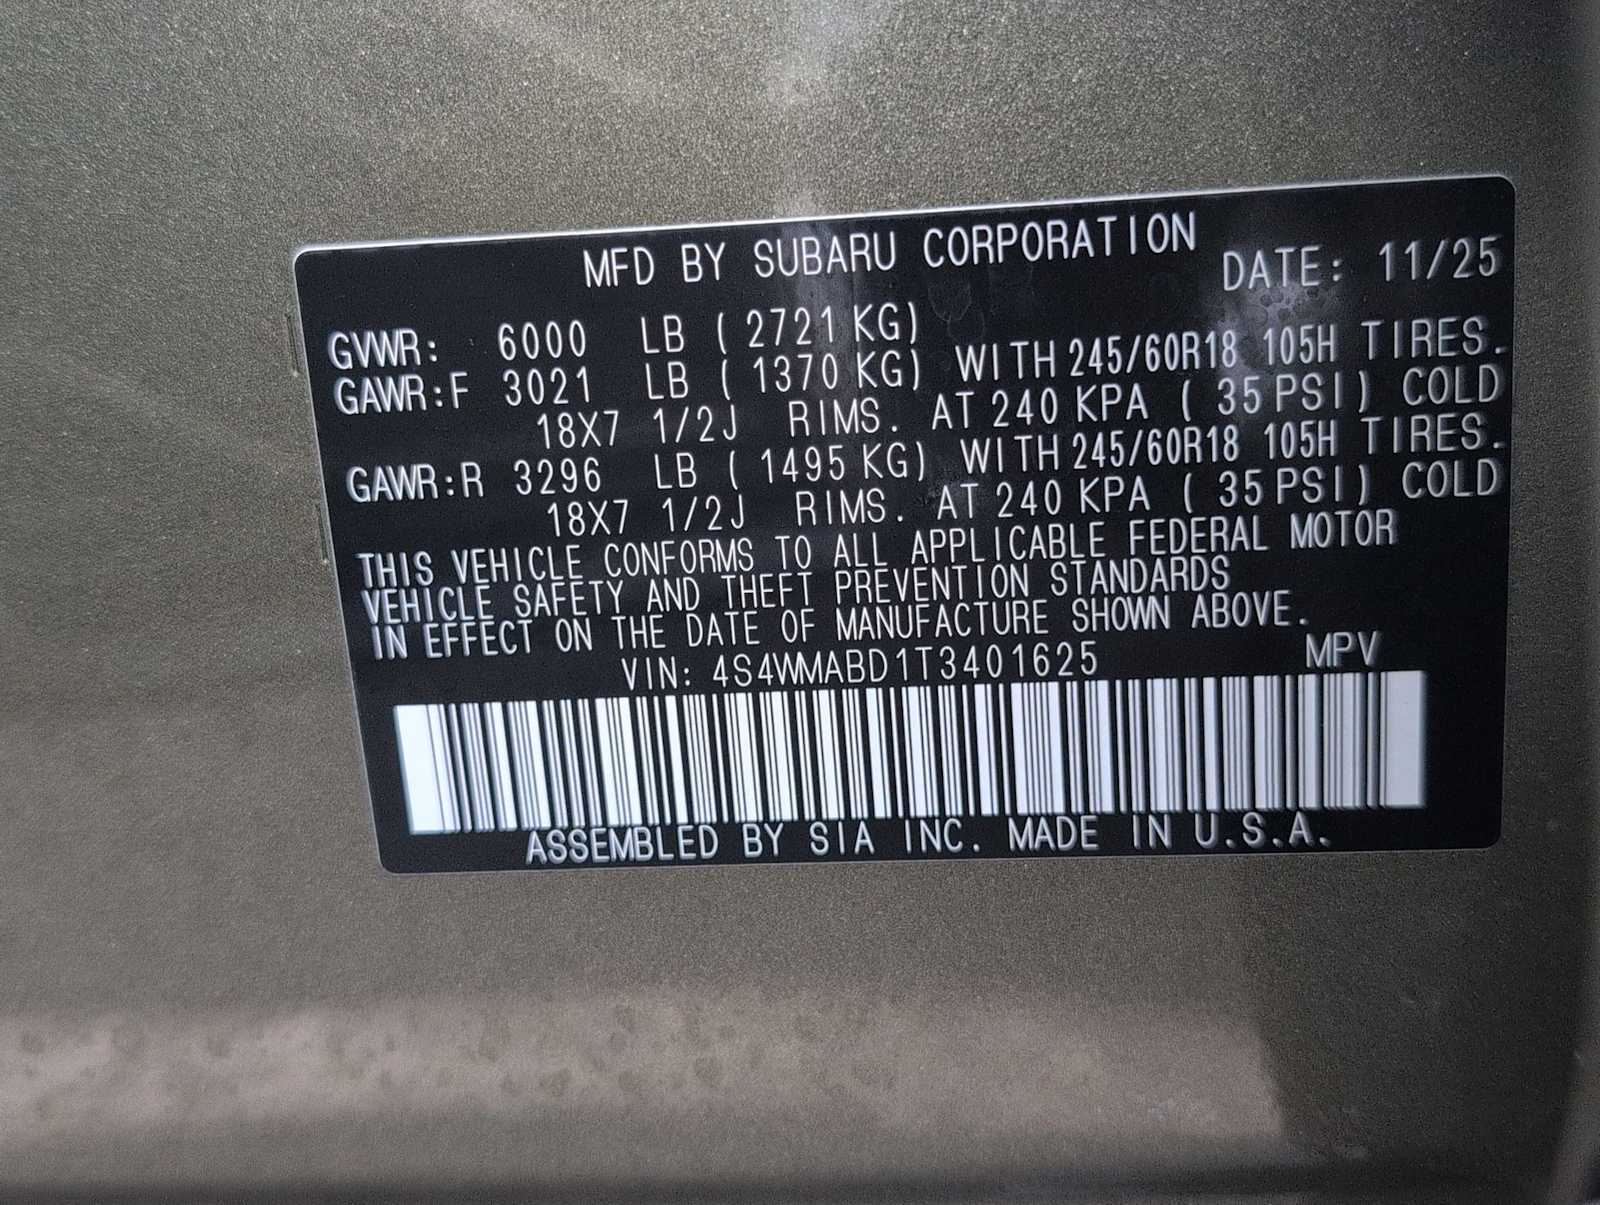 MFD BY SUBARU CORPORATION DATE: 11/25
GVWR: 6000 LB ( 2721 KG)
GAWR:F 3021 LB ( 1370 KG) WITH 245/60R18 105H TIRES.
18X7 1/2J RIMS. AT 240 KPA ( 35 PSI) COLD
GAWR:R 3296 LB ( 1495 KG) WITH 245/60R18 105H TIRES.
18X7 1/2J RIMS. AT 240 KPA ( 35 PSI) COLD
THIS VEHICLE CONFORMS TO ALL APPLICABLE FEDERAL MOTOR
VEHICLE SAFETY AND THEFT PREVENTION STANDARDS
IN EFFECT ON THE DATE OF MANUFACTURE SHOWN ABOVE.
VIN: 4S4WMABD1T3401625 MPV
ASSEMBLED BY SIA INC. MADE IN U.S.A.